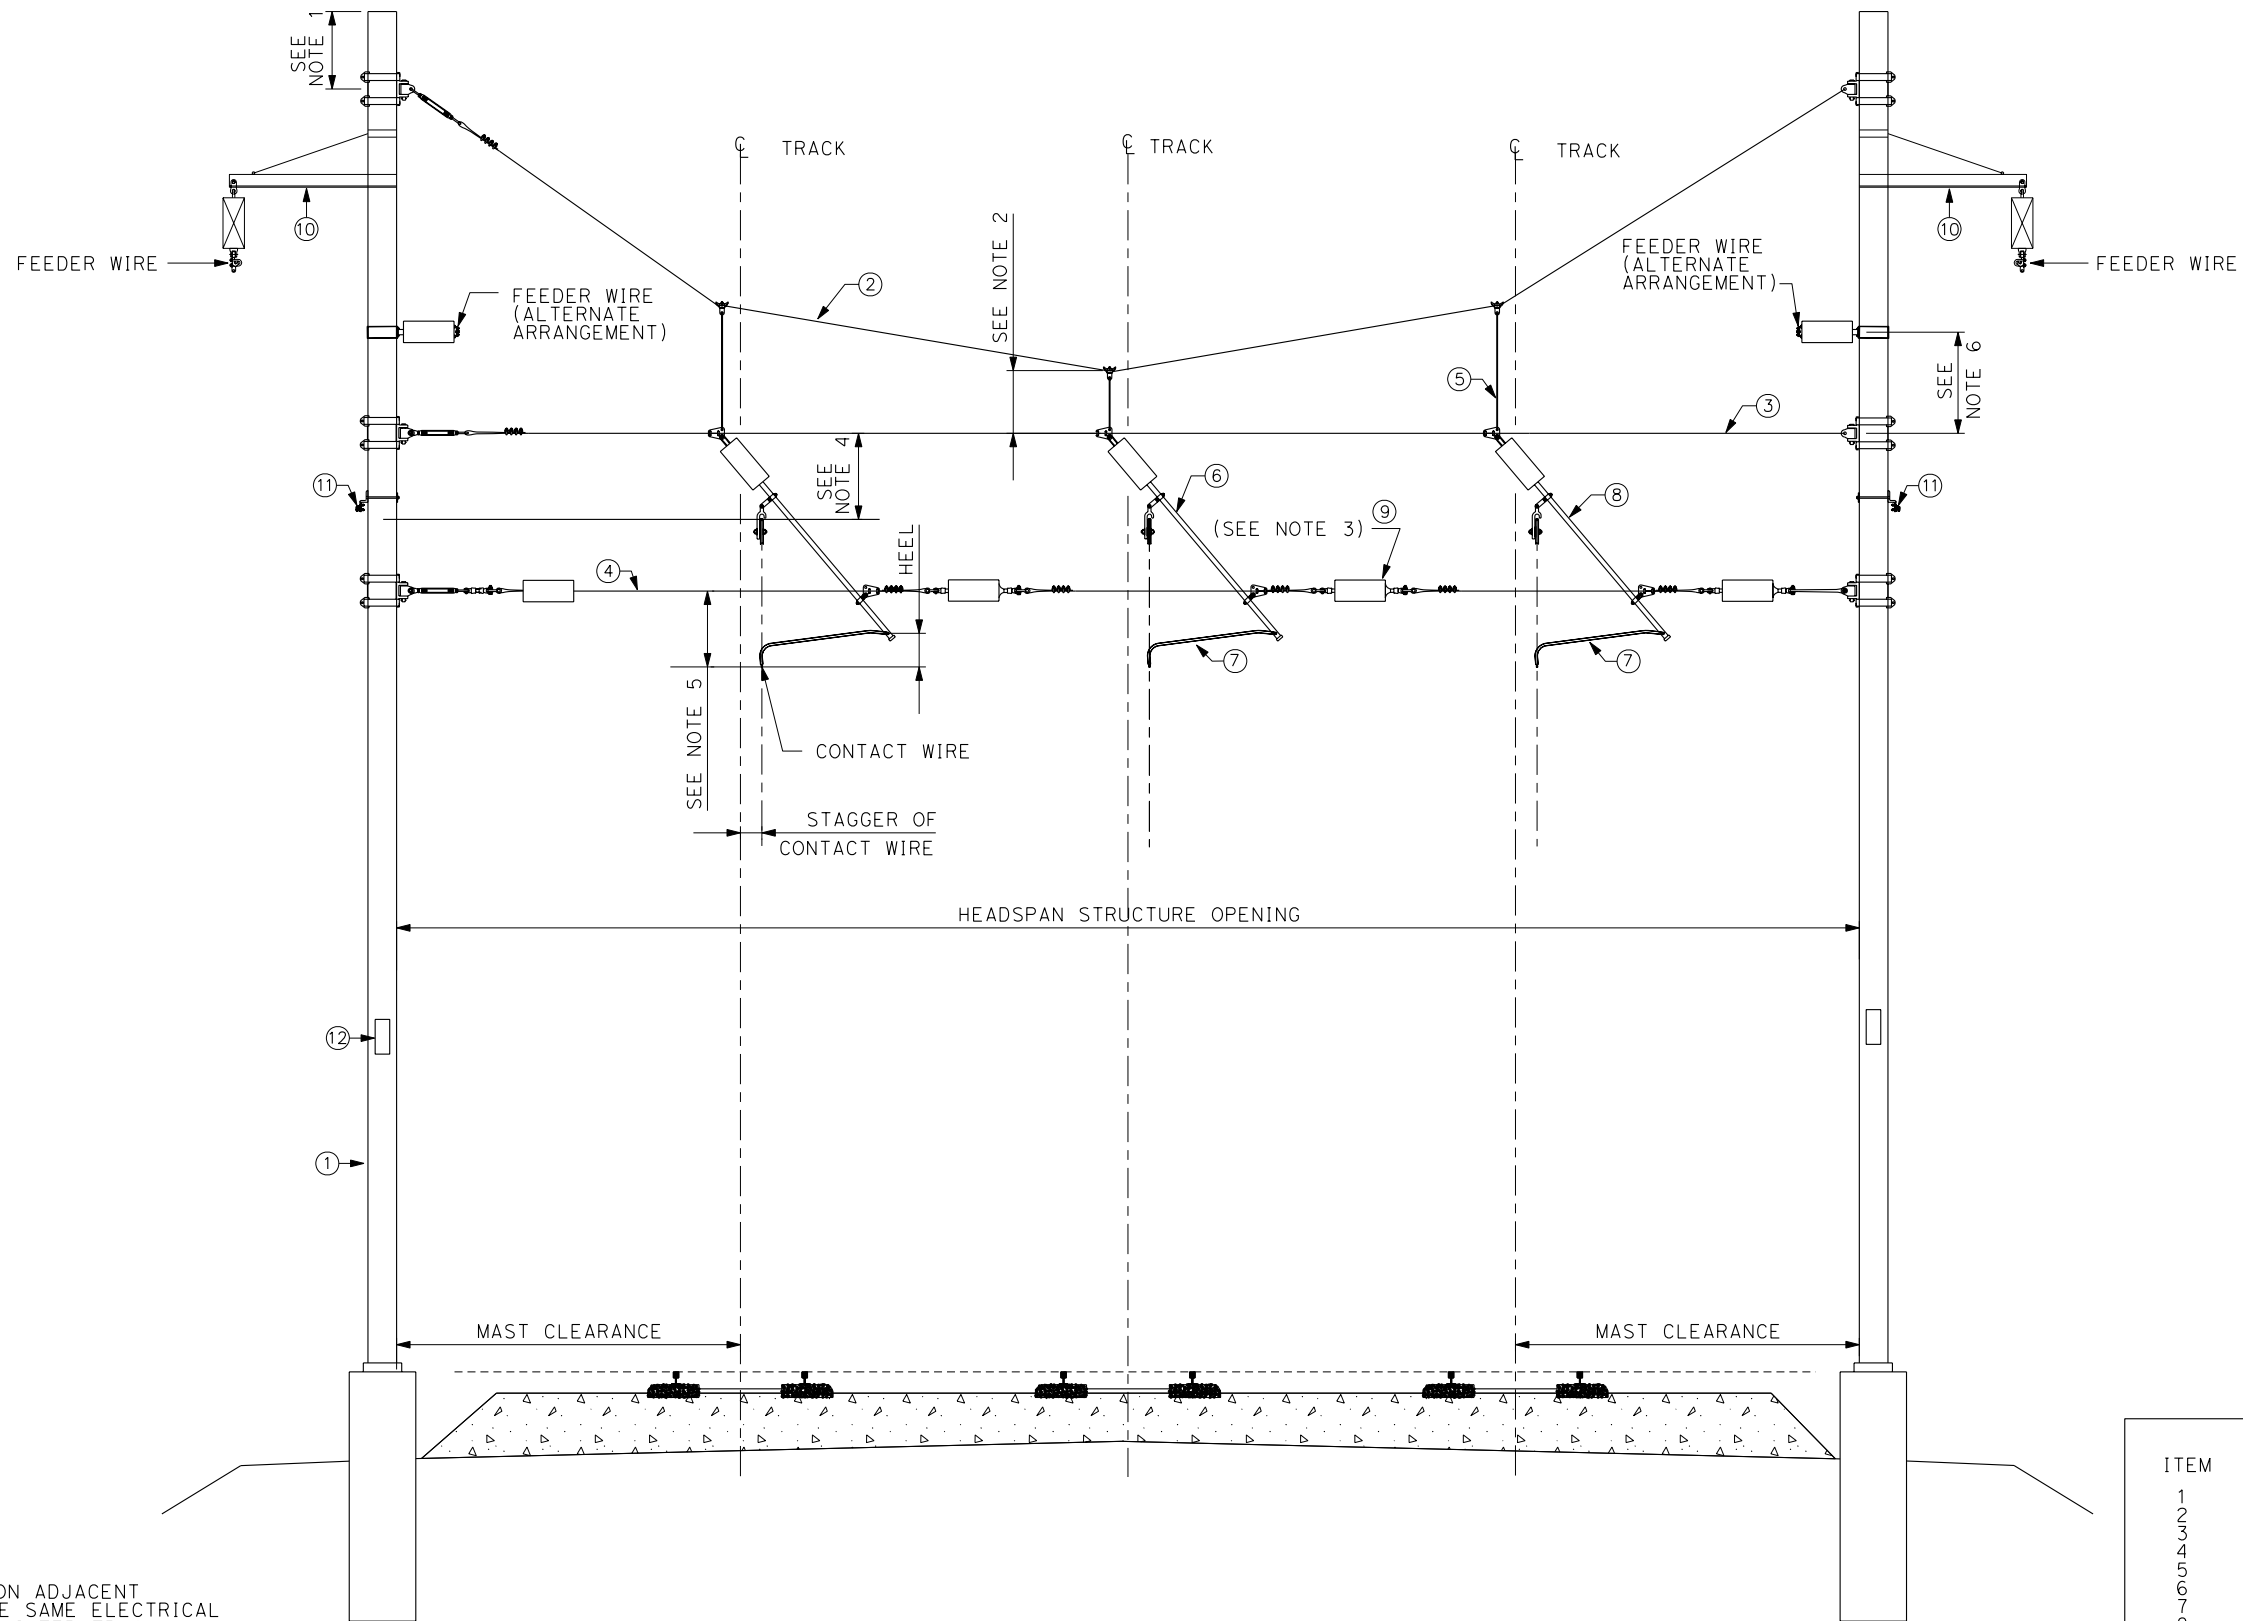 SEE
NOTE 1
℄ TRACK
℄ TRACK
℄ TRACK
10
10
FEEDER WIRE
FEEDER WIRE
(ALTERNATE
ARRANGEMENT)
2
SEE NOTE 2
FEEDER WIRE
(ALTERNATE
ARRANGEMENT)
FEEDER WIRE
5
3
SEE
NOTE 6
11
SEE
NOTE 4
6
8
11
(SEE NOTE 3)
9
HEEL
4
7
7
SEE NOTE 5
CONTACT WIRE
STAGGER OF
CONTACT WIRE
HEADSPAN STRUCTURE OPENING
12
1
MAST CLEARANCE
MAST CLEARANCE
ITEM
1
2
3
4
5
6
7
ON ADJACENT
E SAME ELECTRICAL